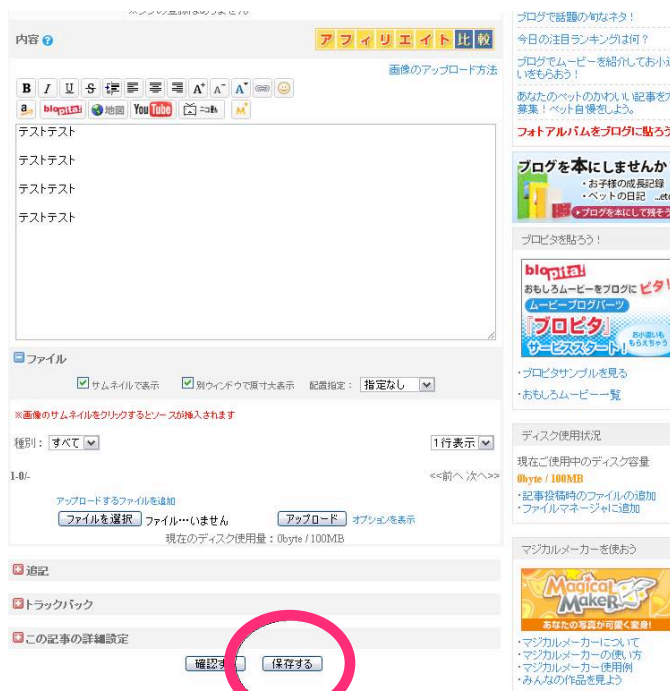 内容
アフィリエイト比較
画像のアップロード方法
B I U S A+ A- A
a blogpital 地図 YouTube
テストテスト
テストテスト
テストテスト
テストテスト
ファイル
サムネイルで表示 別ウィンドウで原寸大表示 配置指定： 指定なし
※画像のサムネイルをクリックするとソースが挿入されます
種別： すべて 1行表示
1-0/- <<前へ 次へ>>
アップロードするファイルを追加
ファイルを選択 ファイル…いません アップロード オプションを表示
現在のディスク使用量：0byte / 100MB
追記
トラックバック
この記事の詳細設定
確認す 保存する
ブログで話題の旬なネタ！
今日の注目ランキングは何？
ブログでムービーを紹介してお小
いをもらおう！
あなたのペットのかわいい記事を
募集！ペット自慢をしよう。
フォトアルバムをブログに貼ろう
ブログを本にしませんか
・お子様の成長記録
・ペットの日記 ...etc
ブログを本にして残そう
ブロピタを貼ろう！
blogpital
おもしろムービーをブログに ピタ！
ムービーブログパーツ
『ブロピタ』
サービススタート！
お小遣いも
もらえちゃう
・ブロピタサンプルを見る
・おもしろムービー一覧
ディスク使用状況
現在ご使用中のディスク容量
0byte / 100MB
・記事投稿時のファイルの追加
・ファイルマネージャに追加
マジカルメーカーを使おう
Magical
MakeR
あなたの写真が可愛く変身!
・マジカルメーカーについて
・マジカルメーカーの使い方
・マジカルメーカー使用例
・みんなの作品を見よう